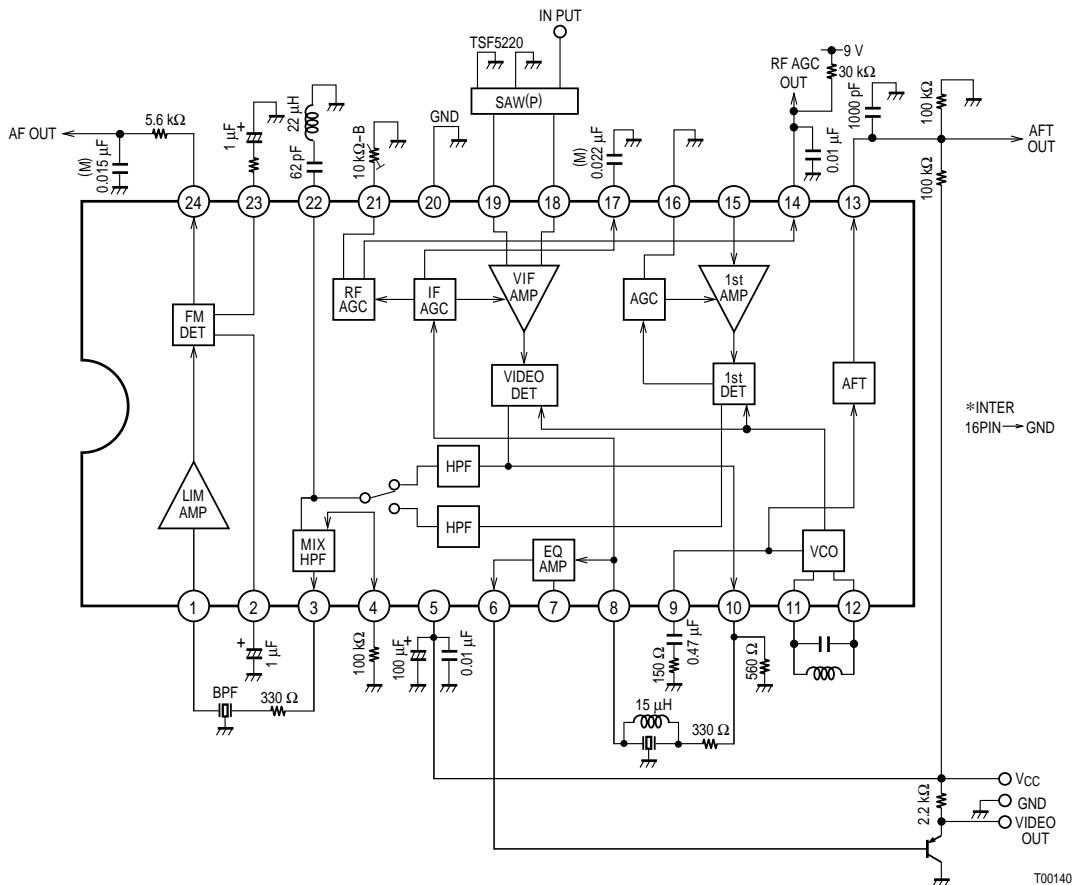 IN PUT
TSF5220
9 V
RF AGC
OUT
30 kΩ
1000 pF
100 kΩ
SAW(P)
GND
5.6 kΩ
AF OUT
(M)
0.015 µF
+
1 µF
22 µH
62 pF
10 kΩ–B
(M)
0.022 µF
0.01 µF
AFT
OUT
100 kΩ
24
23
22
21
20
19
18
17
16
15
14
13
RF
AGC
IF
AGC
VIF
AMP
AGC
1st
AMP
FM
DET
VIDEO
DET
1st
DET
AFT
*INTER
16PIN → GND
HPF
HPF
LIM
AMP
MIX
HPF
EQ
AMP
VCO
1
2
3
4
5
6
7
8
9
10
11
12
+
1 µF
100 kΩ
+
100 µF
0.01 µF
150 Ω
0.47 µF
560 Ω
BPF
330 Ω
15 µH
330 Ω
VCC
2.2 kΩ
GND
VIDEO
OUT
T00140